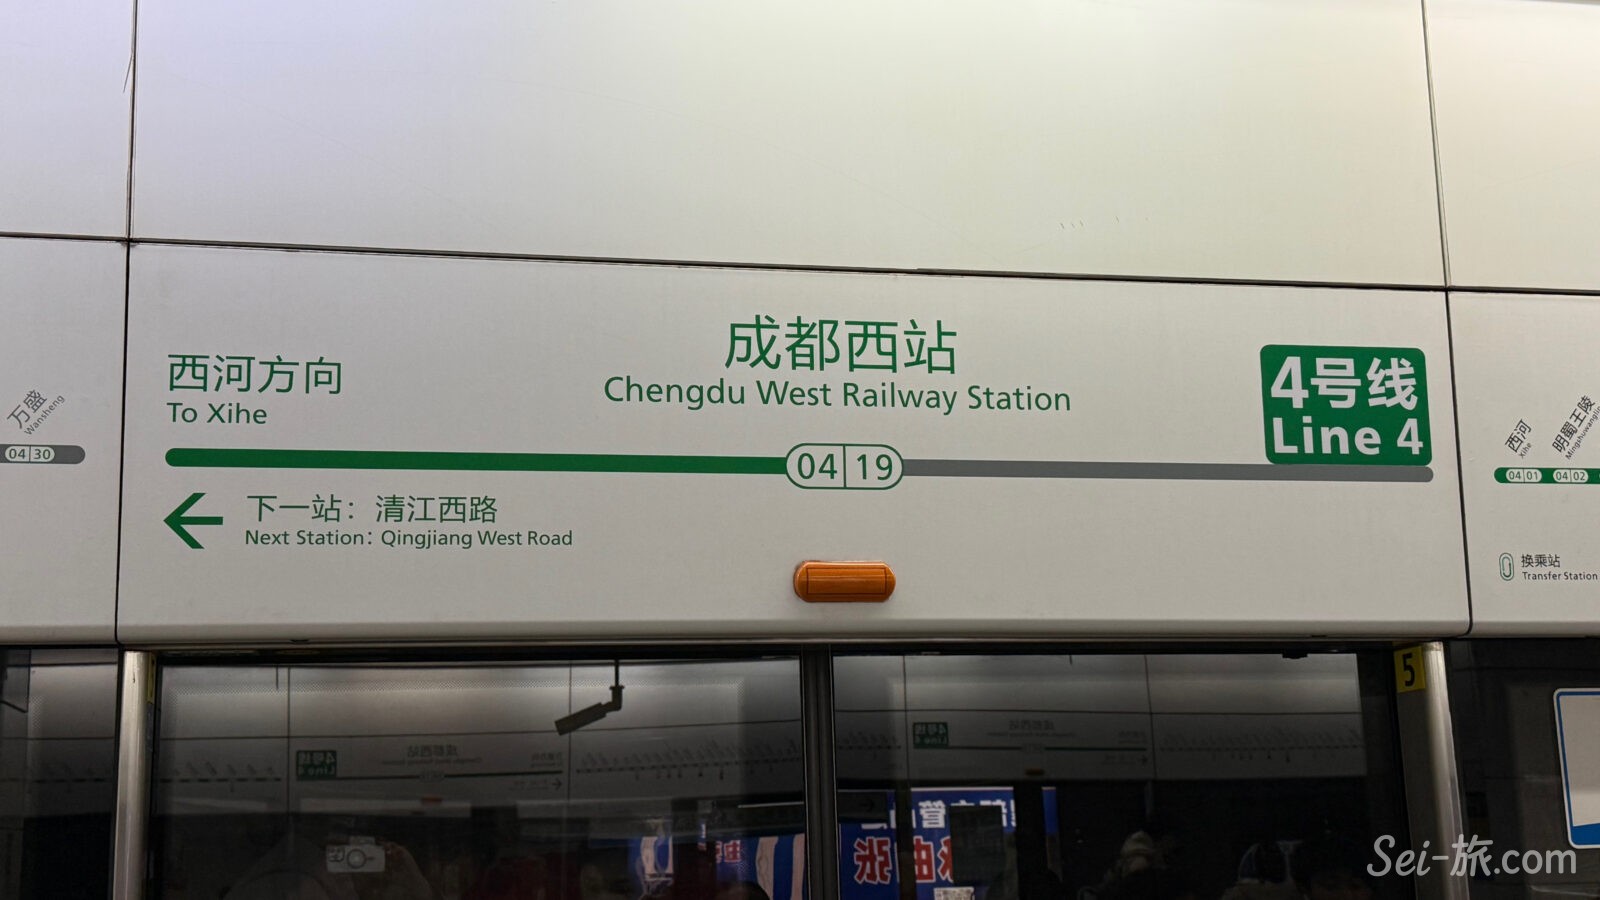 万盛
Wansheng
04 30
西河方向
To Xihe
成都西站
Chengdu West Railway Station
4号线
Line 4
04 19
下一站：清江西路
Next Station：Qingjiang West Road
西河
Xihe
明蜀王陵
04 01
04 02
换乘站
Transfer Station
5
Sei-旅.com